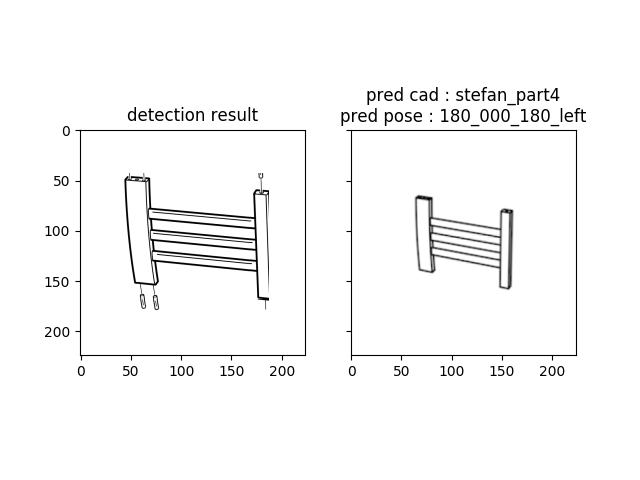 detection result
pred cad : stefan_part4
pred pose : 180_000_180_left
0
50
100
150
200
0 50 100 150 200
0 50 100 150 200